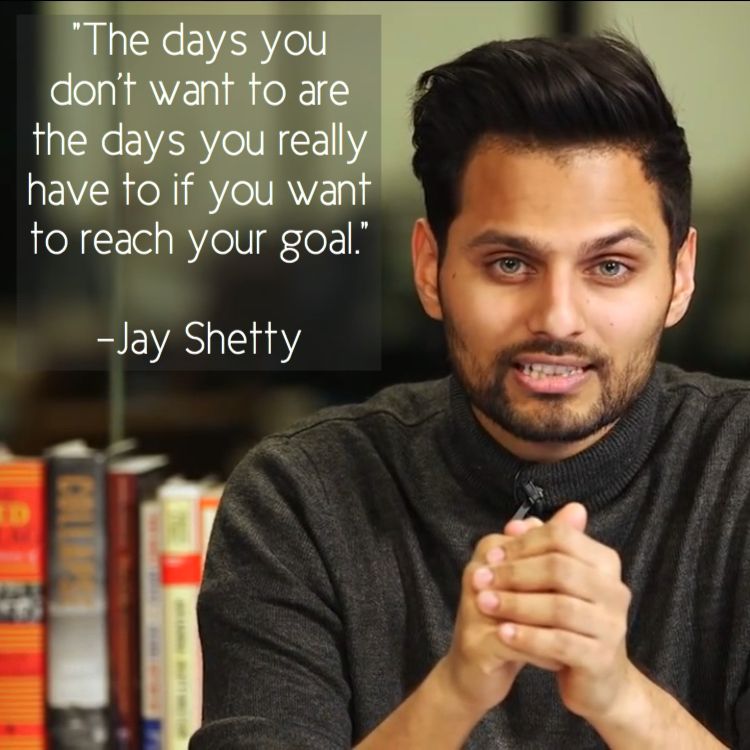 "The days you
don't want to are
the days you really
have to if you want
to reach your goal."
-Jay Shetty
COLLAPSE